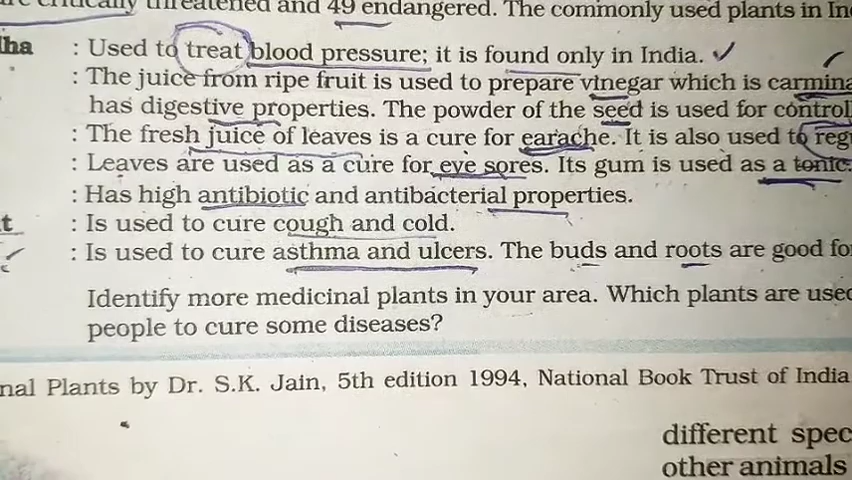 critically threatened and 49 endangered. The commonly used plants in
: Used to treat blood pressure; it is found only in India.
: The juice from ripe fruit is used to prepare vinegar which is carmina
has digestive properties. The powder of the seed is used for controll
: The fresh juice of leaves is a cure for earache. It is also used to reg
: Leaves are used as a cure for eye sores. Its gum is used as a tonic.
: Has high antibiotic and antibacterial properties.
: Is used to cure cough and cold.
: Is used to cure asthma and ulcers. The buds and roots are good fo
Identify more medicinal plants in your area. Which plants are used
people to cure some diseases?
nal Plants by Dr. S.K. Jain, 5th edition 1994, National Book Trust of India
different spec
other animals